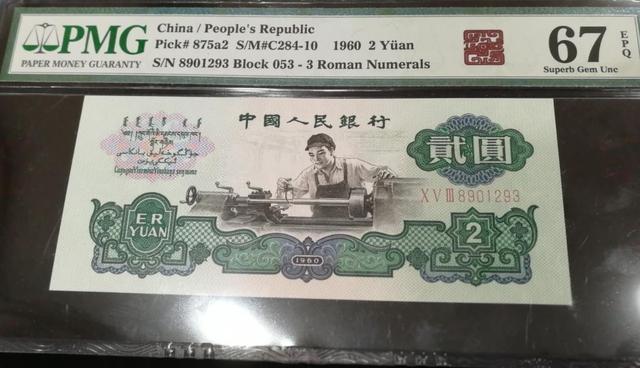 PMG
PAPER MONEY GUARANTY
China / People's Republic
Pick# 875a2 S/M#C284-10 1960 2 Yüan
S/N 8901293 Block 053 - 3 Roman Numerals
67
EPQ
Superb Gem Unc
中國人民銀行
貳圓
XVIII 8901293
ER
YUAN
1960
2